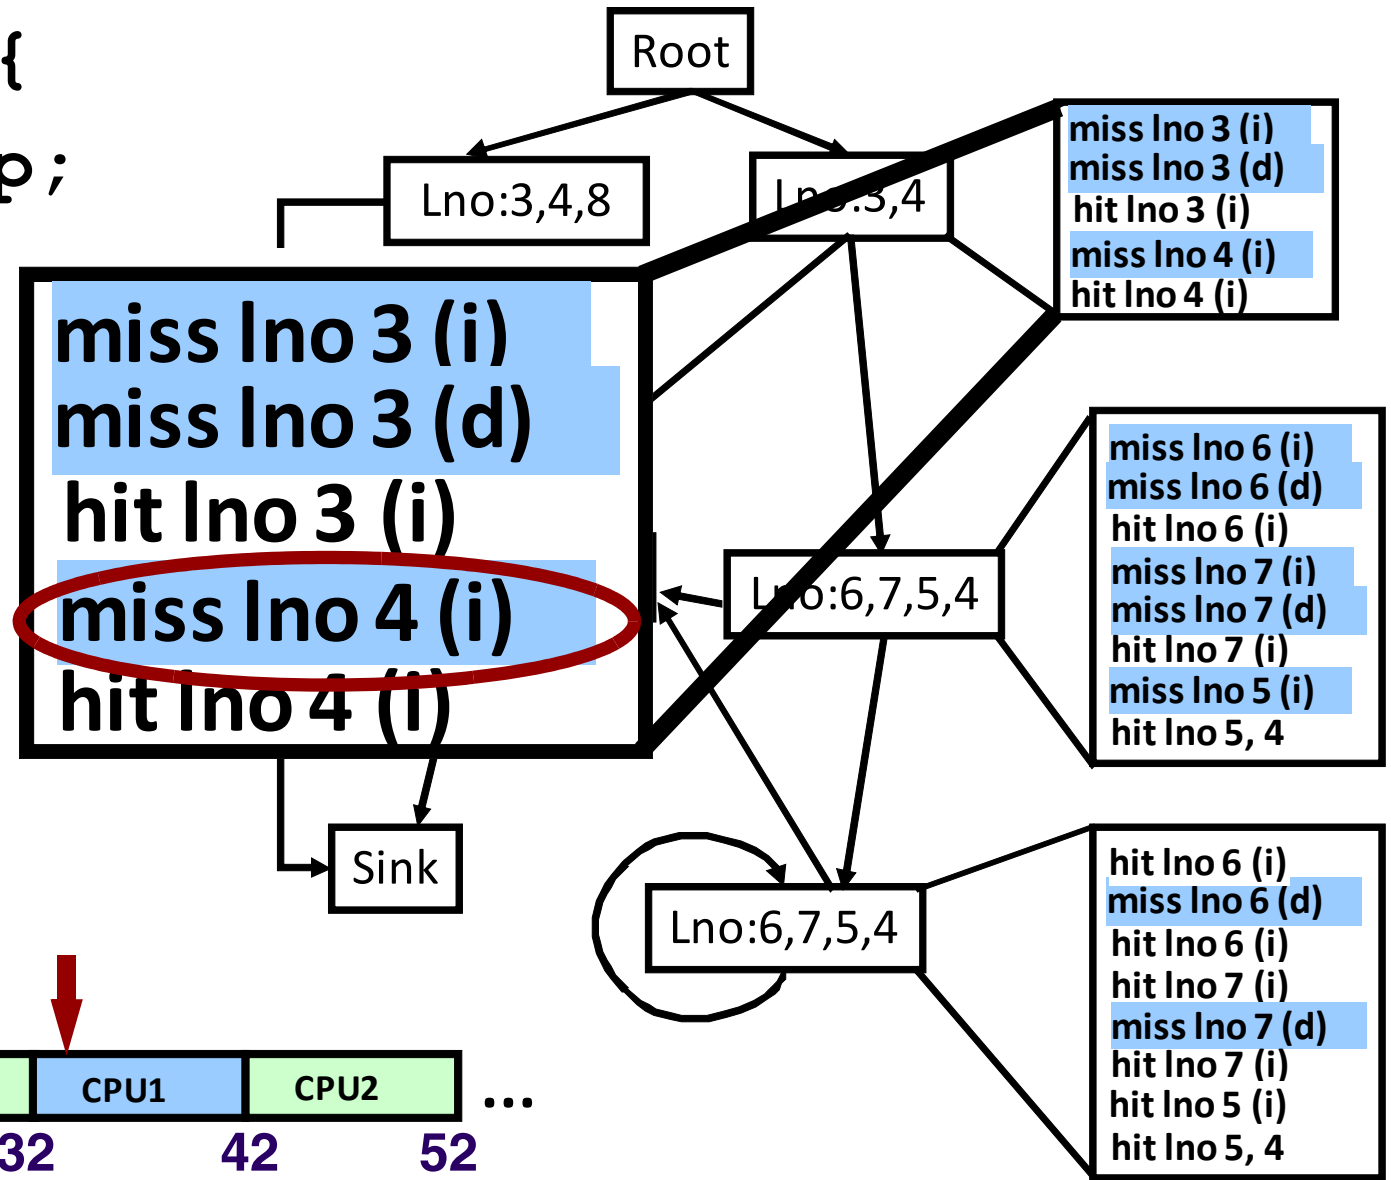 {
p;
Root
Lno:3,4,8
Lno:3,4
miss lno 3 (i)
miss lno 3 (d)
hit lno 3 (i)
miss lno 4 (i)
hit lno 4 (i)
miss lno 3 (i)
miss lno 3 (d)
hit lno 3 (i)
miss lno 4 (i)
hit lno 4 (i)
Lno:6,7,5,4
miss lno 6 (i)
miss lno 6 (d)
hit lno 6 (i)
miss lno 7 (i)
miss lno 7 (d)
hit lno 7 (i)
miss lno 5 (i)
hit lno 5, 4
Sink
Lno:6,7,5,4
hit lno 6 (i)
miss lno 6 (d)
hit lno 6 (i)
hit lno 7 (i)
miss lno 7 (d)
hit lno 7 (i)
hit lno 5 (i)
hit lno 5, 4
CPU1 CPU2 ...
32 42 52